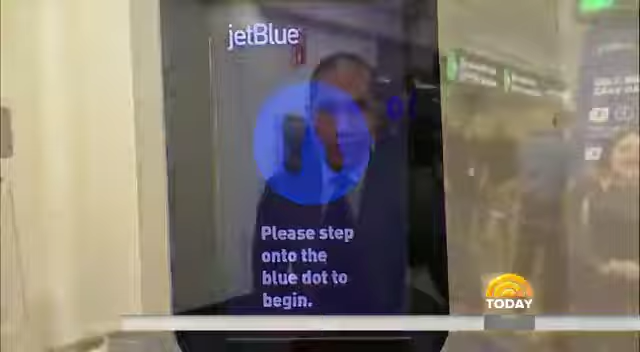 jetBlue
Please step
onto the
blue dot to
begin.
TODAY